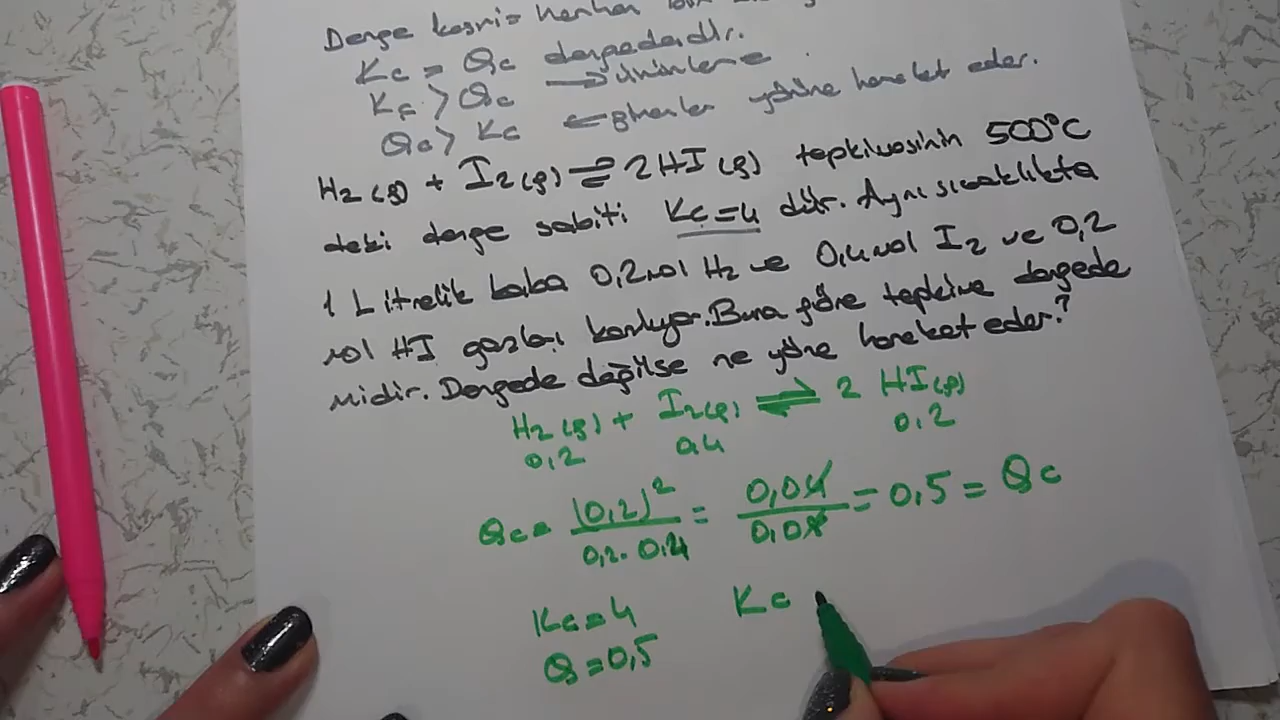 Denge kesri =
Kc = Qc dengededir.
Kc > Qc → ürünlere
Qc > Kc ← girenler yönüne hareket eder.
H2(g) + I2(g) ⇌ 2HI(g) tepkimesinin 500°C
deki denge sabiti Kc=4 dür. Aynı sıcaklıkta
1 Litrelik kaba 0,2 mol H2 ve 0,4 mol I2 ve 0,2
mol HI gazları konuluyor. Buna göre tepkime dengede
midir. Dengede değilse ne yöne hareket eder?
H2(g) + I2(g) ⇌ 2 HI(g)
0,2 0,4 0,2
Qc = (0,2)² / 0,2. 0,4 = 0,04 / 0,08 = 0,5 = Qc
Kc=4 Kc
Q=0,5